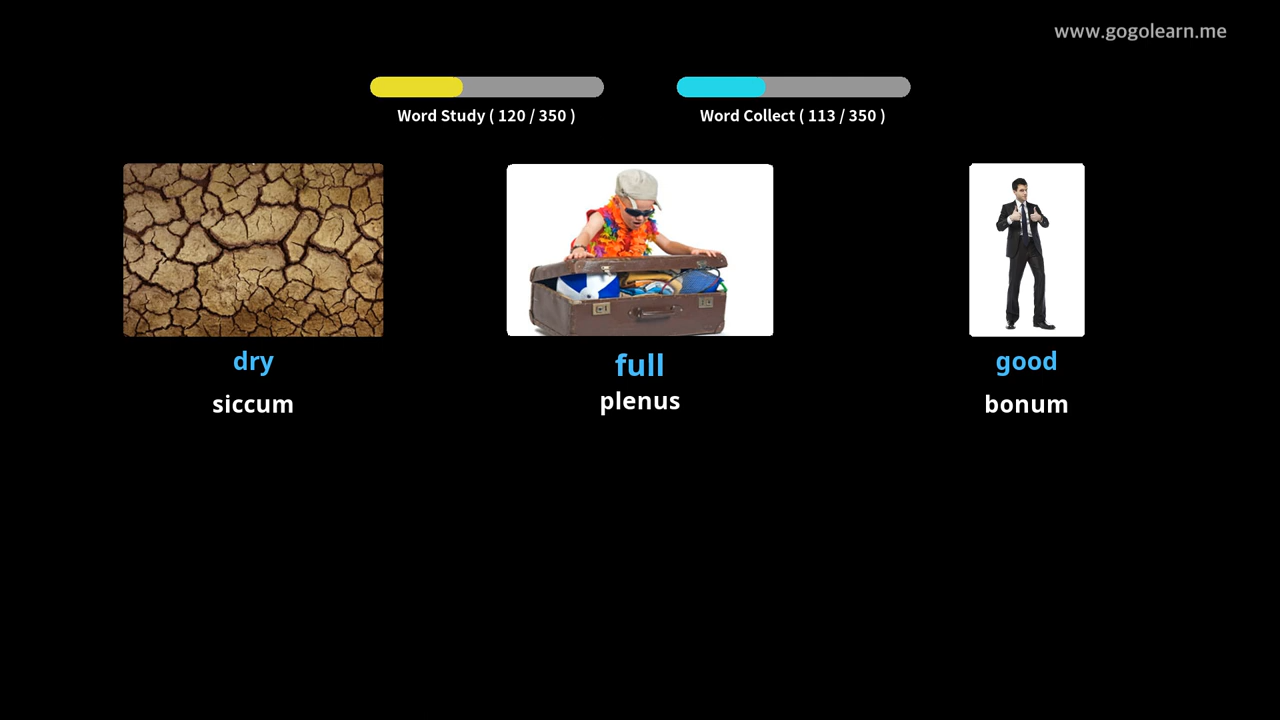 www.gogolearn.me
Word Study ( 120 / 350 )
Word Collect ( 113 / 350 )
dry
siccum
full
plenus
good
bonum